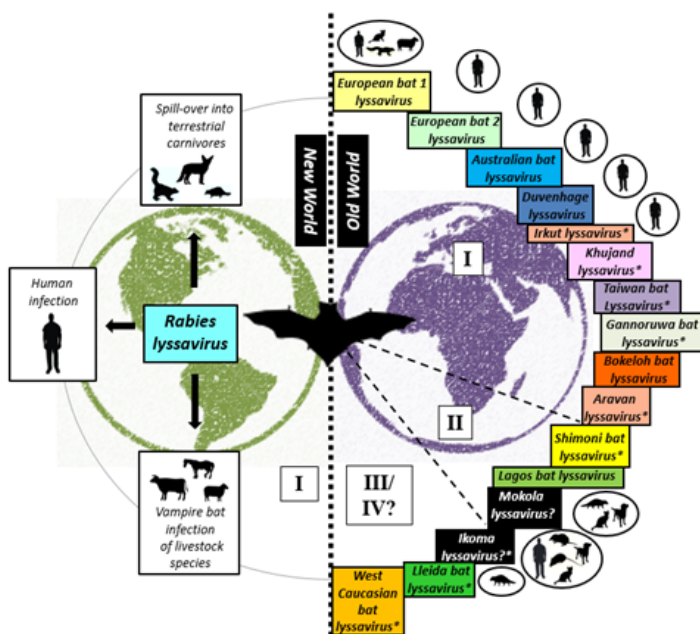 European bat 1
lyssavirus
European bat 2
lyssavirus
Australian bat
lyssavirus
Duvenhage
lyssavirus
Irkut lyssavirus*
Khujand
lyssavirus*
Taiwan bat
Lyssavirus*
Gannoruwa bat
lyssavirus*
Bokeloh bat
lyssavirus
Aravan
lyssavirus*
Shimoni bat
lyssavirus*
Lagos bat lyssavirus
Mokola
lyssavirus?
Ikoma
lyssavirus?*
Lleida bat
lyssavirus*
West
Caucasian
bat
lyssavirus*
Spill-over into
terrestrial
carnivores
New World
Old World
Human
infection
Rabies
lyssavirus
I
II
I
III/
IV?
Vampire bat
infection
of livestock
species